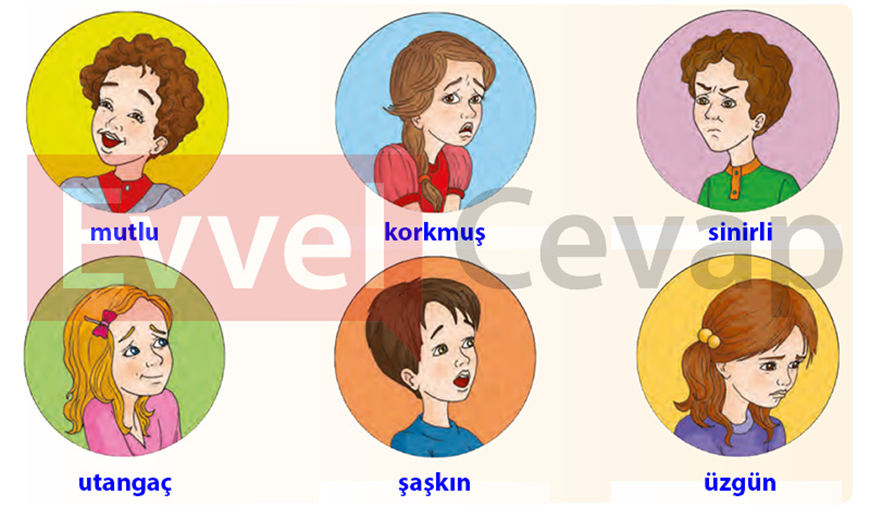 mutlu korkmuş sinirli
Evvel Cevap
utangaç şaşkın üzgün